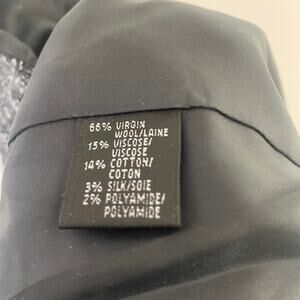 66% VIRGIN
WOOL/LAINE
15% VISCOSE/
VISCOSE
14% COTTON/
COTON
3% SILK/SOIE
2% POLYAMIDE/
POLYAMIDE